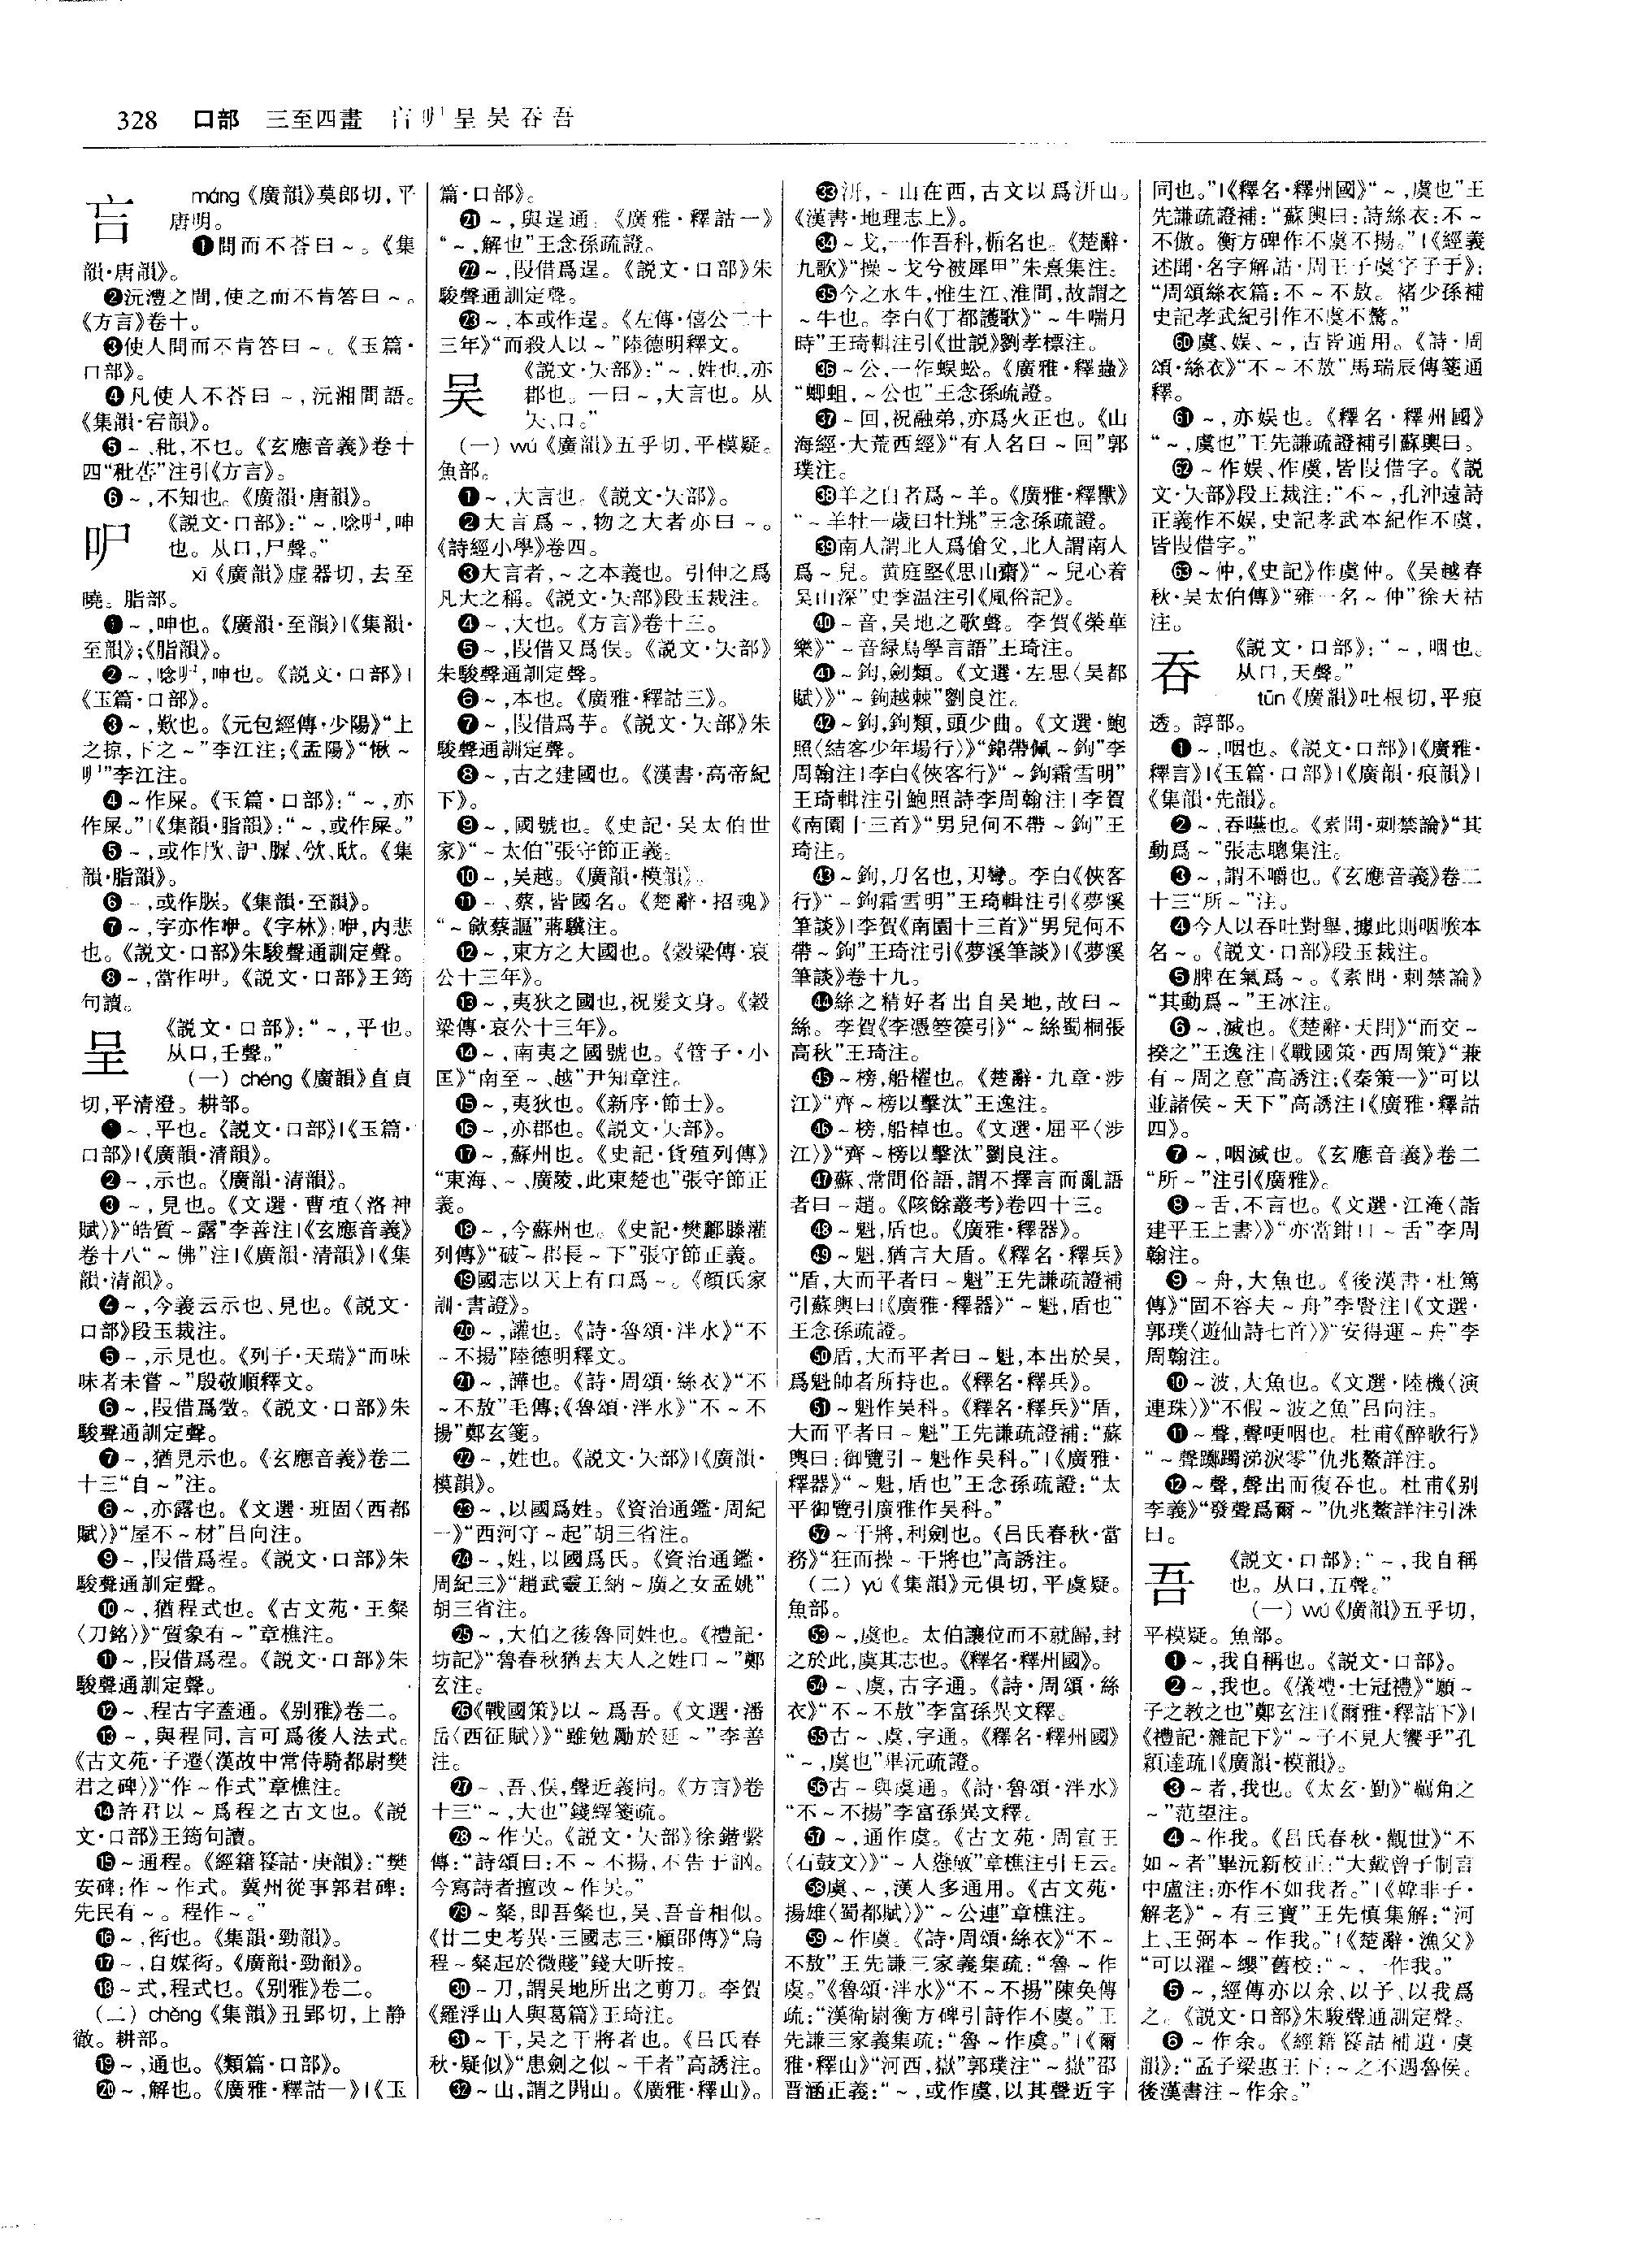 328 口部 三至四畫 吂呎呈吴吞吾
吂
máng《廣韻》莫郎切,平
唐明。
❶問而不荅曰～。《集
韻·唐韻》。
❷沅澧之間,使之而不肯答曰～。
《方言》卷十。
❸使人問而不肯答曰～。《玉篇·
口部》。
❹凡使人不荅曰～,沅湘間語。
《集韻·宕韻》。
❺～、秕,不也。《玄應音義》卷十
四“秕莣”注引《方言》。
❻～,不知也。《廣韻·唐韻》。
《説文·口部》:“～,唸㕧,呻
也。从口,尸聲。”
xī《廣韻》虚器切,去至
曉。脂部。
❶～,呻也。《廣韻·至韻》|《集韻·
至韻》;《脂韻》。
❷～,唸㕧,呻也。《説文·口部》|
《玉篇·口部》。
❸～,歎也。《元包經傳·少陽》“上
之掠,下之～”李江注;《孟陽》“愀～
㕧”李江注。
❹～作屎。《玉篇·口部》:“～,亦
作屎。”|《集韻·脂韻》:“～,或作屎。”
❺～,或作
韻·脂韻》。
❻～,或作脄。《集韻·至韻》。
❼～,字亦作咿。《字林》:咿,内悲
也。《説文·口部》朱駿聲通訓定聲。
❽～,當作吚。《説文·口部》王筠
句讀。
呈
《説文·口部》:“～,平也。
从口,壬聲。”
(一) chéng《廣韻》直貞
切,平清澄。耕部。
❶～,平也。《説文·口部》|《玉篇·
口部》|《廣韻·清韻》。
❷～,示也。《廣韻·清韻》。
❸～,見也。《文選·曹植〈洛神
賦〉》“皓質～露”李善注|《玄應音義》
卷十八“～佛”注|《廣韻·清韻》|《集
韻·清韻》。
❹～,今義云示也、見也。《説文·
口部》段玉裁注。
❺～,示見也。《列子·天瑞》“而味
味者未嘗～”殷敬順釋文。
❻～,叚借爲敳。《説文·口部》朱
駿聲通訓定聲。
❼～,猶見示也。《玄應音義》卷二
十三“自～”注。
❽～,亦露也。《文選·班固〈西都
賦〉》“屋不～材”吕向注。
❾～,叚借爲裎。《説文·口部》朱
駿聲通訓定聲。
❿～,猶程式也。《古文苑·王粲
〈刀銘〉》“質象有～”章樵注。
⓫～,叚借爲程。《説文·口部》朱
駿聲通訓定聲。
⓬～、程古字蓋通。《别雅》卷二。
⓭～,與程同,言可爲後人法式。
《古文苑·子遷〈漢故中常侍騎都尉樊
君之碑〉》“作～作式”章樵注。
⓮許君以～爲程之古文也。《説
文·口部》王筠句讀。
⓯～通程。《經籍籑詁·庚韻》:“樊
安碑:作～作式。冀州從事郭君碑:
先民有～。程作～。”
⓰～,衒也。《集韻·勁韻》。
⓱～,自媒衒。《廣韻·勁韻》。
⓲～式,程式也。《别雅》卷二。
(二) chěng《集韻》丑郢切,上静
徹。耕部。
⓳～,通也。《類篇·口部》。
⓴～,解也。《廣雅·釋詁一》|《玉
篇·口部》。
㉑～,與逞通。《廣雅·釋詁一》
“～,解也”王念孫疏證。
㉒～,叚借爲逞。《説文·口部》朱
駿聲通訓定聲。
㉓～,本或作逞。《左傳·僖公二十
三年》“而殺人以～”陸德明釋文。
吴
《説文·夨部》:“～,姓也,亦
郡也。一曰～,大言也。从
夨、口。”
(一) wú《廣韻》五乎切,平模疑。
魚部。
❶～,大言也。《説文·夨部》。
❷大言爲～,物之大者亦曰～。
《詩經小學》卷四。
❸大言者,～之本義也。引伸之爲
凡大之稱。《説文·夨部》段玉裁注。
❹～,大也。《方言》卷十三。
❺～,叚借又爲俁。《説文·夨部》
朱駿聲通訓定聲。
❻～,本也。《廣雅·釋詁三》。
❼～,叚借爲芋。《説文·夨部》朱
駿聲通訓定聲。
❽～,古之建國也。《漢書·高帝紀
下》。
❾～,國號也。《史記·吴太伯世
家》“～太伯”張守節正義。
❿～,吴越。《廣韻·模韻》。
⓫～、蔡,皆國名。《楚辭·招魂》
“～歈蔡謳”蔣驥注。
⓬～,東方之大國也。《穀梁傳·哀
公十三年》。
⓭～,夷狄之國也,祝髮文身。《穀
梁傳·哀公十三年》。
⓮～,南夷之國號也。《管子·小
匡》“南至～、越”尹知章注。
⓯～,夷狄也。《新序·節士》。
⓰～,亦郡也。《説文·夨部》。
⓱～,蘇州也。《史記·貨殖列傳》
“東海、～、廣陵,此東楚也”張守節正
義。
⓲～,今蘇州也。《史記·樊酈滕灌
列傳》“破～郡長～下”張守節正義。
⓳國志以天上有口爲～。《顔氏家
訓·書證》。
⓴～,讙也。《詩·魯頌·泮水》“不
～不揚”陸德明釋文。
㉑～,譁也。《詩·周頌·絲衣》“不
～不敖”毛傳;《魯頌·泮水》“不～不
揚”鄭玄箋。
㉒～,姓也。《説文·夨部》|《廣韻·
模韻》。
㉓～,以國爲姓。《資治通鑑·周紀
一》“西河守～起”胡三省注。
㉔～,姓,以國爲氏。《資治通鑑·
周紀三》“趙武靈王納～廣之女孟姚”
胡三省注。
㉕～,大伯之後魯同姓也。《禮記·
坊記》“魯春秋猶去夫人之姓曰～”鄭
玄注。
㉖《戰國策》以～爲吾。《文選·潘
岳〈西征賦〉》“雖勉勵於延～”李善
注。
㉗～、吾、俁,聲近義同。《方言》卷
十三“～,大也”錢繹箋疏。
㉘～作吳。《説文·夨部》徐鍇繫
傳:“詩頌曰:不～不揚,不告于訩。
今寫詩者擅改～作吳。”
㉙～粲,即吾粲也,吴、吾音相似。
《廿二史考異·三國志三·顧邵傳》“烏
程～粲起於微賤”錢大昕按。
㉚～刀,謂吴地所出之剪刀。李賀
《羅浮山人與葛篇》王琦注。
㉛～干,吴之干將者也。《吕氏春
秋·疑似》“患劍之似～干者”高誘注。
㉜～山,謂之開山。《廣雅·釋山》。
㉝汧,～山在西,古文以爲汧山。
《漢書·地理志上》。
㉞～戈,一作吾科,楯名也。《楚辭·
九歌》“操～戈兮被犀甲”朱熹集注。
㉟今之水牛,惟生江、淮間,故謂之
～牛也。李白《丁都護歌》“～牛喘月
時”王琦輯注引《世説》劉孝標注。
㊱～公,一作蜈蚣。《廣雅·釋蟲》
“蝍蛆,～公也”王念孫疏證。
㊲～回,祝融弟,亦爲火正也。《山
海經·大荒西經》“有人名曰～回”郭
璞注。
㊳羊之白者爲～羊。《廣雅·釋獸》
“～羊牡一歲曰牡䍮”王念孫疏證。
㊴南人謂北人爲傖父,北人謂南人
爲～兒。黄庭堅《思山齋》“～兒心着
吴山深”史季温注引《風俗記》。
㊵～音,吴地之歌聲。李賀《榮華
樂》“～音緑鳥學言語”王琦注。
㊶～鉤,劍類。《文選·左思〈吴都
賦〉》“～鉤越棘”劉良注。
㊷～鉤,鉤類,頭少曲。《文選·鮑
照〈結客少年場行〉》“錦帶佩～鉤”李
周翰注|李白《俠客行》“～鉤霜雪明”
王琦輯注引鮑照詩李周翰注|李賀
《南園十三首》“男兒何不帶～鉤”王
琦注。
㊸～鉤,刀名也,刃彎。李白《俠客
行》“～鉤霜雪明”王琦輯注引《夢溪
筆談》|李賀《南園十三首》“男兒何不
帶～鉤”王琦注引《夢溪筆談》|《夢溪
筆談》卷十九。
㊹絲之精好者出自吴地,故曰～
絲。李賀《李憑箜篌引》“～絲蜀桐張
高秋”王琦注。
㊺～榜,船櫂也。《楚辭·九章·涉
江》“齊～榜以擊汰”王逸注。
㊻～榜,船棹也。《文選·屈平〈涉
江〉》“齊～榜以擊汰”劉良注。
㊼蘇、常間俗語,謂不擇言而亂語
者曰～趙。《陔餘叢考》卷四十三。
㊽～魁,盾也。《廣雅·釋器》。
㊾～魁,猶言大盾。《釋名·釋兵》
“盾,大而平者曰～魁”王先謙疏證補
引蘇輿曰|《廣雅·釋器》“～魁,盾也”
王念孫疏證。
㊿盾,大而平者曰～魁,本出於吴,
爲魁帥者所持也。《釋名·釋兵》。
51～魁作吴科。《釋名·釋兵》“盾,
大而平者曰～魁”王先謙疏證補:“蘇
輿曰:御覽引～魁作吴科。”|《廣雅·
釋器》“～魁,盾也”王念孫疏證:“太
平御覽引廣雅作吴科。”
52～干將,利劍也。《吕氏春秋·當
務》“狂而操～干將也”高誘注。
(二) yú《集韻》元俱切,平虞疑。
魚部。
53～,虞也。太伯讓位而不就歸,封
之於此,虞其志也。《釋名·釋州國》。
54～、虞,古字通。《詩·周頌·絲
衣》“不～不敖”李富孫異文釋。
55古～、虞,字通。《釋名·釋州國》
“～,虞也”畢沅疏證。
56古～與虞通。《詩·魯頌·泮水》
“不～不揚”李富孫異文釋。
57～,通作虞。《古文苑·周宣王
〈石鼓文〉》“～人憖敏”章樵注引王云。
58虞、～,漢人多通用。《古文苑·
揚雄〈蜀都賦〉》“～公連”章樵注。
59～作虞。《詩·周頌·絲衣》“不～
不敖”王先謙三家義集疏:“魯～作
虞。”《魯頌·泮水》“不～不揚”陳奂傳
疏:“漢衛尉衡方碑引詩作不虞。”王
先謙三家義集疏:“魯～作虞。”|《爾
雅·釋山》“河西,嶽”郭璞注“～嶽”邵
晋涵正義:“～,或作虞,以其聲近字
同也。”|《釋名·釋州國》“～,虞也”王
先謙疏證補:“蘇輿曰:詩絲衣:不～
不傲。衡方碑作不虞不揚。”|《經義
述聞·名字解詁·周王子虞字子于》:
“周頌絲衣篇:不～不敖。褚少孫補
史記孝武紀引作不虞不驁。”
60虞、娱、～,古皆通用。《詩·周
頌·絲衣》“不～不敖”馬瑞辰傳箋通
釋。
61～,亦娱也。《釋名·釋州國》
“～,虞也”王先謙疏證補引蘇輿曰。
62～作娱、作虞,皆叚借字。《説
文·夨部》段玉裁注:“不～,孔沖遠詩
正義作不娱,史記孝武本紀作不虞,
皆叚借字。”
63～仲,《史記》作虞仲。《吴越春
秋·吴太伯傳》“雍一名～仲”徐天祜
注。
吞
《説文·口部》:“～,咽也。
从口,天聲。”
tūn《廣韻》吐根切,平痕
透。諄部。
❶～,咽也。《説文·口部》|《廣雅·
釋言》|《玉篇·口部》|《廣韻·痕韻》|
《集韻·先韻》。
❷～,吞嚥也。《素問·刺禁論》“其
動爲～”張志聰集注。
❸～,謂不嚼也。《玄應音義》卷二
十三“所～”注。
❹今人以吞吐對舉,據此則咽喉本
名～。《説文·口部》段玉裁注。
❺脾在氣爲～。《素問·刺禁論》
“其動爲～”王冰注。
❻～,滅也。《楚辭·天問》“而交～
揆之”王逸注|《戰國策·西周策》“兼
有～周之意”高誘注;《秦策一》“可以
並諸侯～天下”高誘注|《廣雅·釋詁
四》。
❼～,咽滅也。《玄應音義》卷二
“所～”注引《廣雅》。
❽～舌,不言也。《文選·江淹〈詣
建平王上書〉》“亦當鉗口～舌”李周
翰注。
❾～舟,大魚也。《後漢書·杜篤
傳》“固不容夫～舟”李賢注|《文選·
郭璞〈遊仙詩七首〉》“安得運～舟”李
周翰注。
❿～波,大魚也。《文選·陸機〈演
連珠〉》“不假～波之魚”吕向注。
⓫～聲,聲哽咽也。杜甫《醉歌行》
“～聲躑躅涕淚零”仇兆鰲詳注。
⓬～聲,聲出而復吞也。杜甫《别
李義》“發聲爲爾～”仇兆鰲詳注引洙
曰。
吾
《説文·口部》:“～,我自稱
也。从口,五聲。”
(一) wú《廣韻》五乎切,
平模疑。魚部。
❶～,我自稱也。《説文·口部》。
❷～,我也。《儀禮·士冠禮》“願～
子之教之也”鄭玄注|《爾雅·釋詁下》|
《禮記·雜記下》“～子不見大饗乎”孔
穎達疏|《廣韻·模韻》。
❸～者,我也。《太玄·勤》“羈角之
～”范望注。
❹～作我。《吕氏春秋·觀世》“不
如～者”畢沅新校正:“大戴曾子制言
中盧注:亦作不如我者。”|《韓非子·
解老》“～有三寶”王先慎集解:“河
上、王弼本～作我。”|《楚辭·漁父》
“可以濯～纓”舊校:“～,一作我。”
❺～,經傳亦以余、以予、以我爲
之。《説文·口部》朱駿聲通訓定聲。
❻～作余。《經籍籑詁補遺·虞
韻》:“孟子梁惠王下:～之不遇魯侯。
後漢書注～作余。”